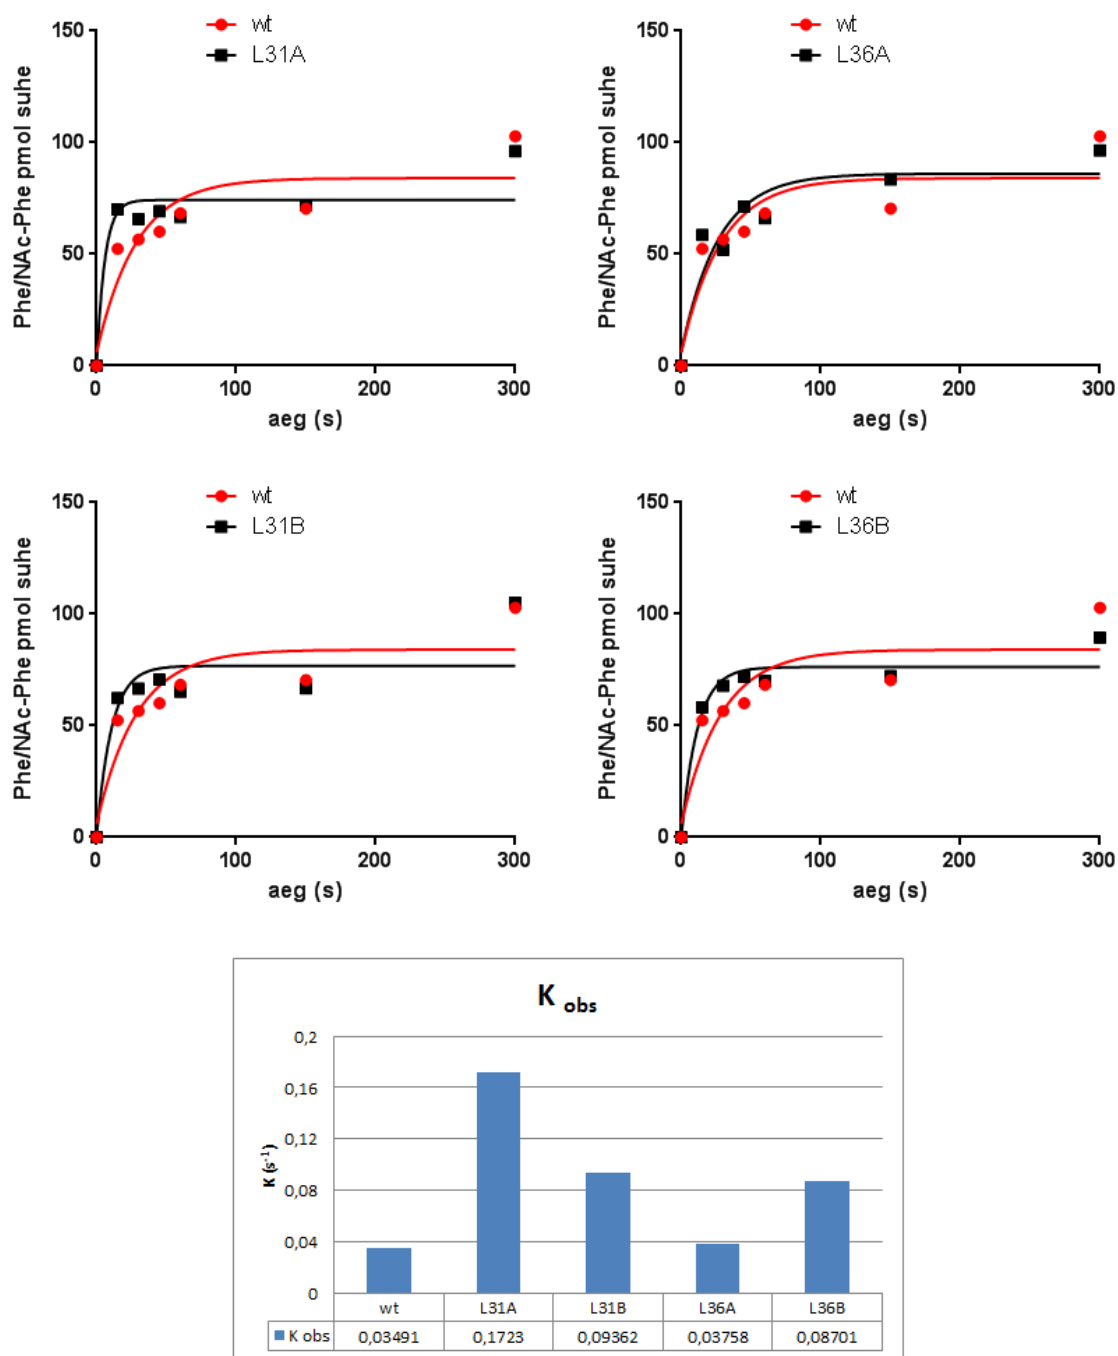 wt
L31A
Phe/NAc-Phe pmol suhe
150
100
50
0
0 100 200 300
aeg (s)
wt
L36A
Phe/NAc-Phe pmol suhe
150
100
50
0
0 100 200 300
aeg (s)
wt
L31B
Phe/NAc-Phe pmol suhe
150
100
50
0
0 100 200 300
aeg (s)
wt
L36B
Phe/NAc-Phe pmol suhe
150
100
50
0
0 100 200 300
aeg (s)
K obs
K (s⁻¹)
0,2
0,16
0,12
0,08
0,04
0
wt L31A L31B L36A L36B
K obs 0,03491 0,1723 0,09362 0,03758 0,08701